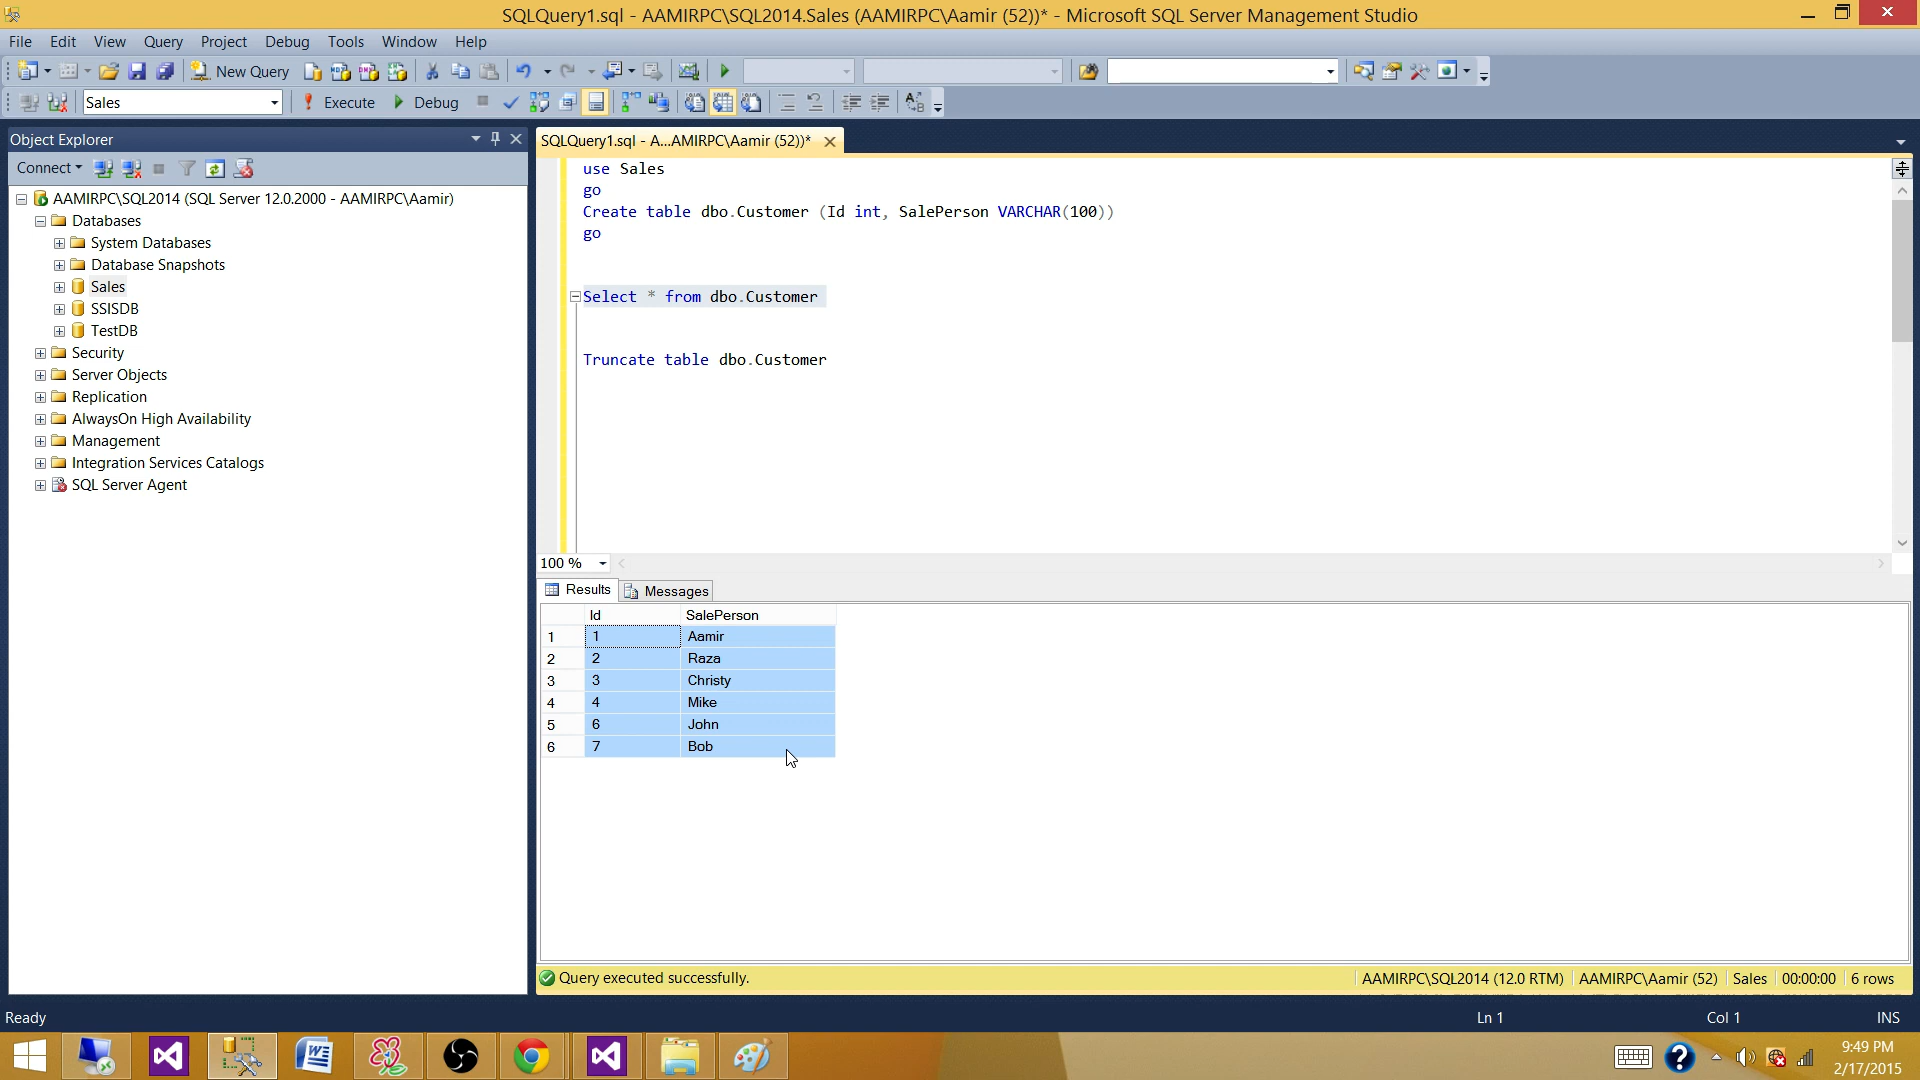 SQLQuery1.sql - AAMIRPC\SQL2014.Sales (AAMIRPC\Aamir (52))* - Microsoft SQL Server Management Studio
File Edit View Query Project Debug Tools Window Help
New Query
Sales Execute Debug
Object Explorer
Connect
AAMIRPC\SQL2014 (SQL Server 12.0.2000 - AAMIRPC\Aamir)
Databases
System Databases
Database Snapshots
Sales
SSISDB
TestDB
Security
Server Objects
Replication
AlwaysOn High Availability
Management
Integration Services Catalogs
SQL Server Agent
SQLQuery1.sql - A...AMIRPC\Aamir (52))*
use Sales
go
Create table dbo.Customer (Id int, SalePerson VARCHAR(100))
go
Select * from dbo.Customer
Truncate table dbo.Customer
100 %
Results Messages
Id SalePerson
1 1 Aamir
2 2 Raza
3 3 Christy
4 4 Mike
5 6 John
6 7 Bob
Query executed successfully. AAMIRPC\SQL2014 (12.0 RTM) AAMIRPC\Aamir (52) Sales 00:00:00 6 rows
Ready Ln 1 Col 1 INS
9:49 PM
2/17/2015